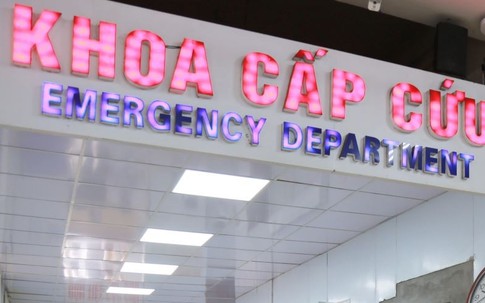 KHOA CẤP CỨU
EMERGENCY DEPARTMENT